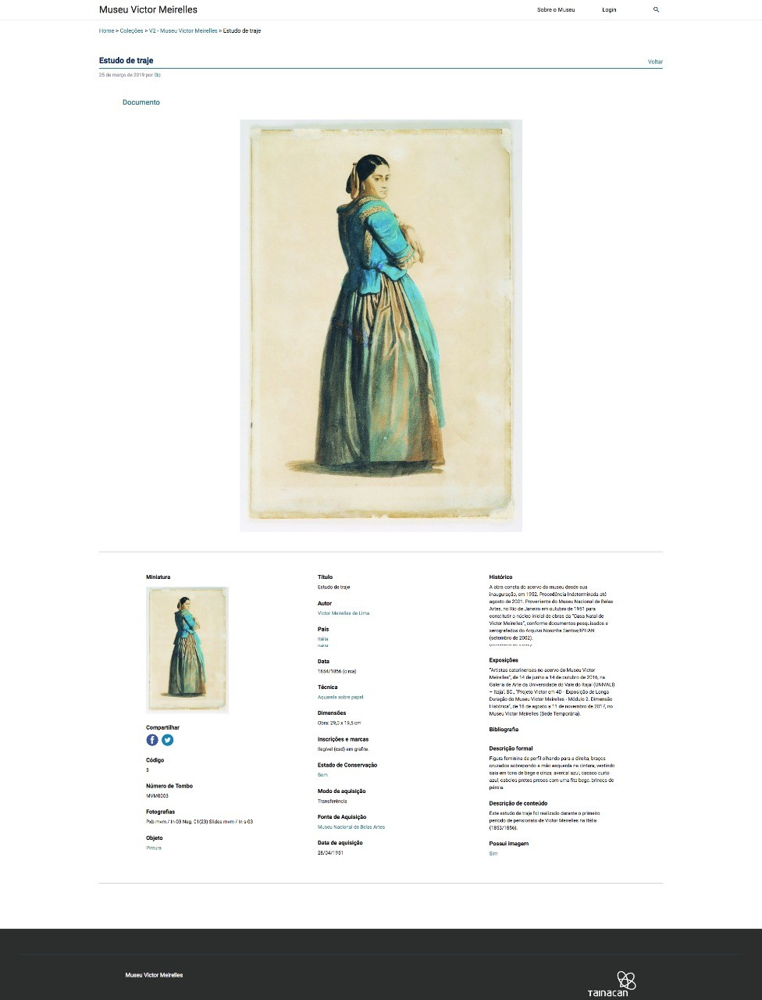 Museu Victor Meirelles
Sobre o Museu
Login
Home > Coleções > V2 - Museu Victor Meirelles > Estudo de traje
Estudo de traje
Voltar
25 de março de 2019 por l3p
Documento
Miniatura
Compartilhar
Código
3
Número de Tombo
MVM0003
Fotografias
Pxb mvm / In-03 Neg. 01(23) Slides mvm / In s-03
Objeto
Pintura
Título
Estudo de traje
Autor
Victor Meirelles de Lima
País
Itália
Data
1854/1856 (circa)
Técnica
Aquarela sobre papel
Dimensões
Obra: 29,0 x 19,5 cm
Inscrições e marcas
Ilegível (csd) em grafite.
Estado de Conservação
Bom
Modo de aquisição
Transferência
Fonte de Aquisição
Museu Nacional de Belas Artes
Data de aquisição
28/04/1951
Histórico
A obra consta do acervo do museu desde sua
inauguração, em 1952. Procedência Indeterminada até
agosto de 2001. Proveniente do Museu Nacional de Belas
Artes, no Rio de Janeiro em outubro de 1951 para
constituir o núcleo inicial de obras da "Casa Natal de
Victor Meirelles", conforme documentos pesquisados e
xerografados do Arquivo Noronha Santos/IPHAN
(setembro de 2002).
Exposições
"Artistas catarinenses no acervo do Museu Victor
Meirelles", de 14 de junho a 14 de outubro de 2016, na
Galeria de Arte da Universidade do Vale do Itajaí (UNIVALI)
– Itajaí, SC., "Projeto Victor em 4D - Exposição de Longa
Duração do Museu Victor Meirelles - Módulo 2. Dimensão
Histórica", de 18 de agosto a 11 de novembro de 2017, no
Museu Victor Meirelles (Sede Temporária).
Bibliografia
Descrição formal
Figura feminina de perfil olhando para a direita, braços
cruzados sobrepondo a mão esquerda na cintura, vestindo
saia em tons de bege e cinza, avental azul, casaco curto
azul, cabelos pretos presos com uma fita bege, brincos de
pérola.
Descrição de conteúdo
Este estudo de traje foi realizado durante o primeiro
período de pensionato de Victor Meirelles na Itália
(1853/1856).
Possui imagem
Sim
Museu Victor Meirelles
Tainacan